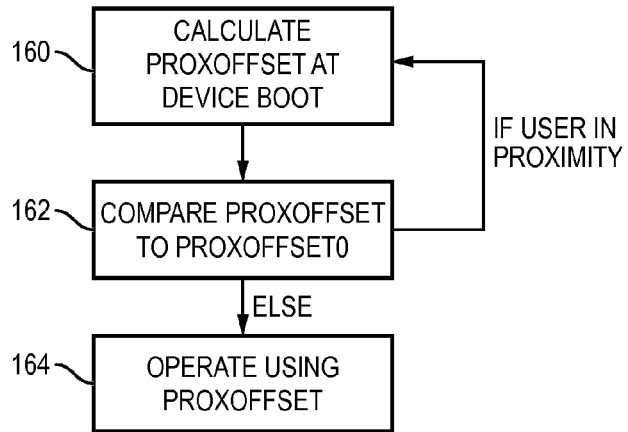 160
CALCULATE
PROXOFFSET AT
DEVICE BOOT
IF USER IN
PROXIMITY
162
COMPARE PROXOFFSET
TO PROXOFFSET0
ELSE
164
OPERATE USING
PROXOFFSET